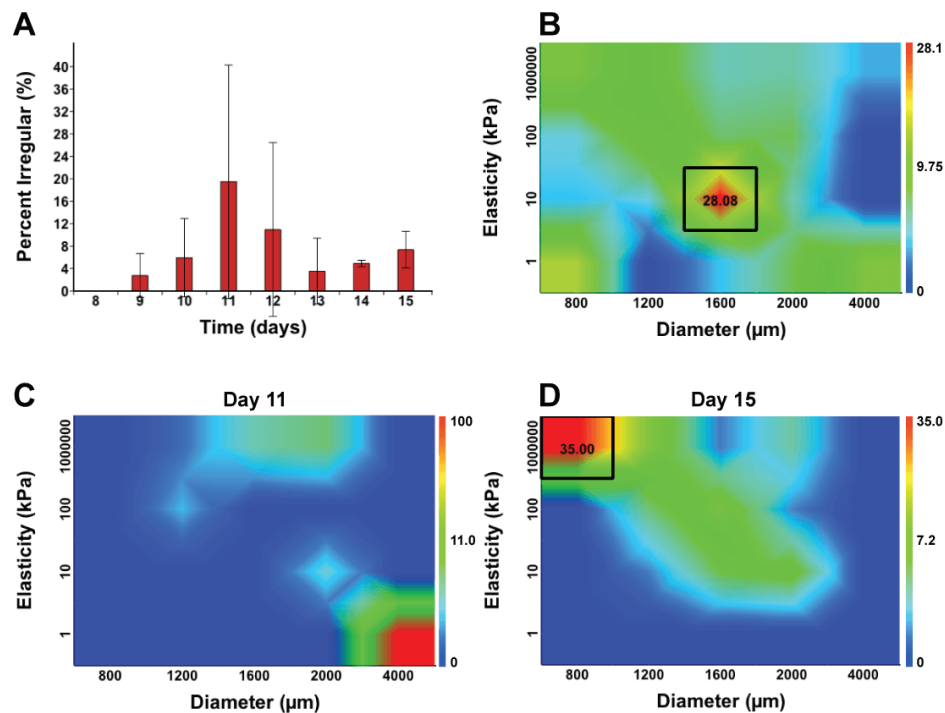 A
Percent Irregular (%)
40
36
32
28
24
20
16
12
8
4
0
8 9 10 11 12 13 14 15
Time (days)
B
Elasticity (kPa)
1000000
100
10
1
28.08
800 1200 1600 2000 4000
Diameter (µm)
28.1
9.75
0
C
Day 11
Elasticity (kPa)
1000000
100
10
1
600 1200 2000 4000
Diameter (µm)
100
11.0
0
D
Day 15
Elasticity (kPa)
1000000
100
10
1
35.00
800 1200 1600 2000 4000
Diameter (µm)
35.0
7.2
0